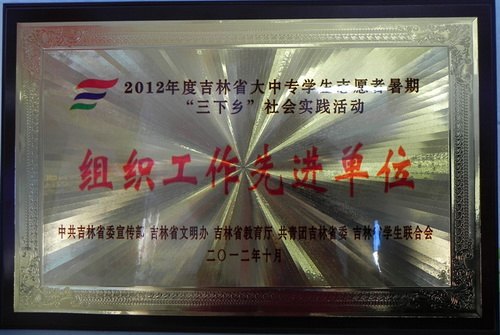 2012年度吉林省大中专学生志愿者暑期
“三下乡”社会实践活动
组织工作先进单位
中共吉林省委宣传部 吉林省文明办 吉林省教育厅 共青团吉林省委 吉林省学生联合会
二〇一二年十月